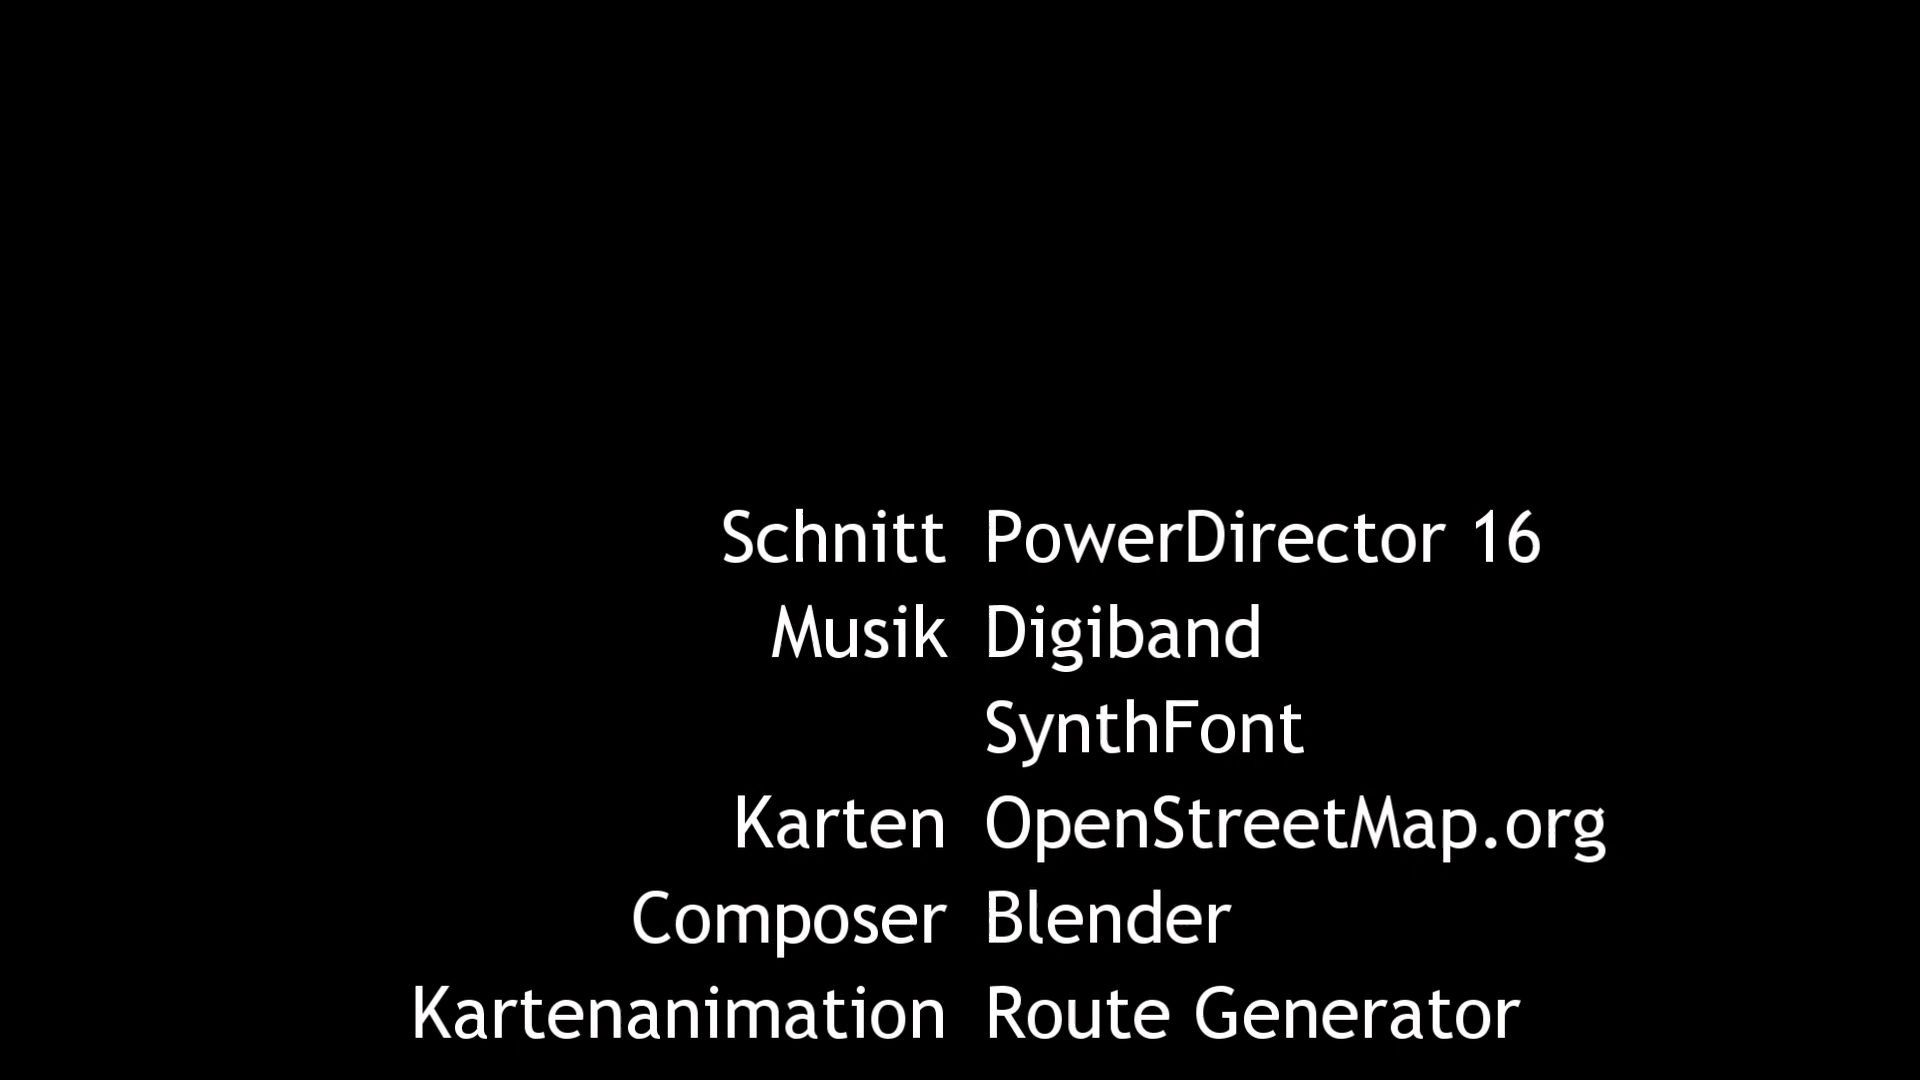 Schnitt PowerDirector 16
Musik Digiband
SynthFont
Karten OpenStreetMap.org
Composer Blender
Kartenanimation Route Generator